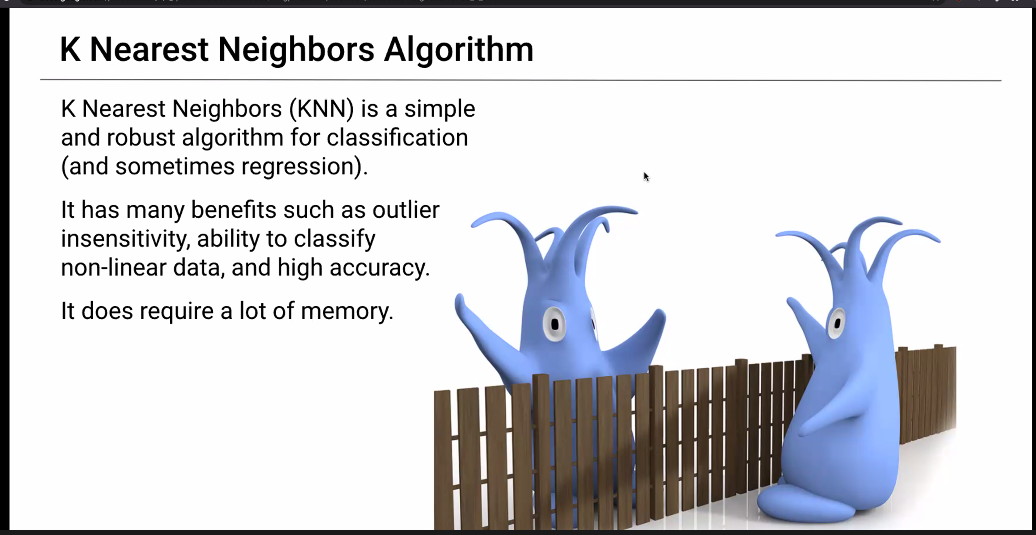 K Nearest Neighbors Algorithm
K Nearest Neighbors (KNN) is a simple
and robust algorithm for classification
(and sometimes regression).
It has many benefits such as outlier
insensitivity, ability to classify
non-linear data, and high accuracy.
It does require a lot of memory.